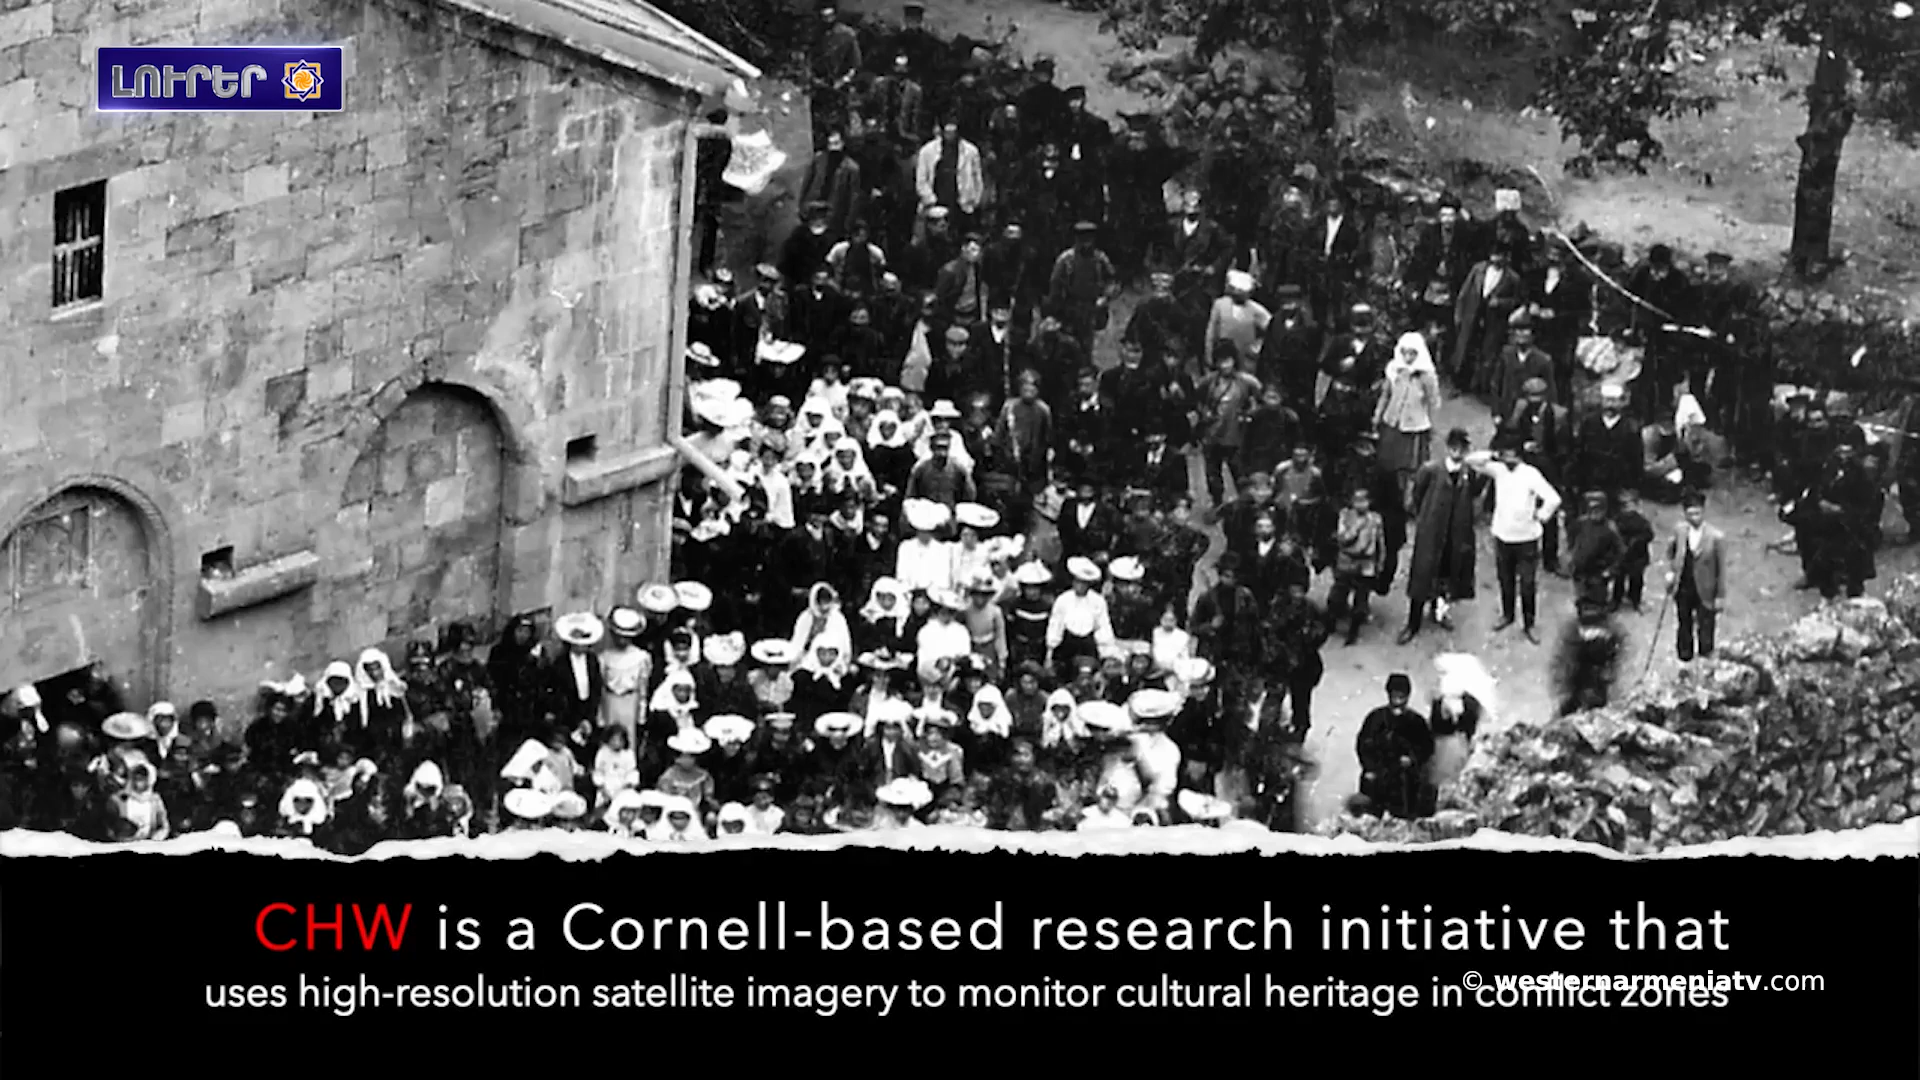 ԼՈՒՐԵՐ
CHW is a Cornell-based research initiative that
uses high-resolution satellite imagery to monitor cultural heritage in conflict zones
© westernarmeniatv.com